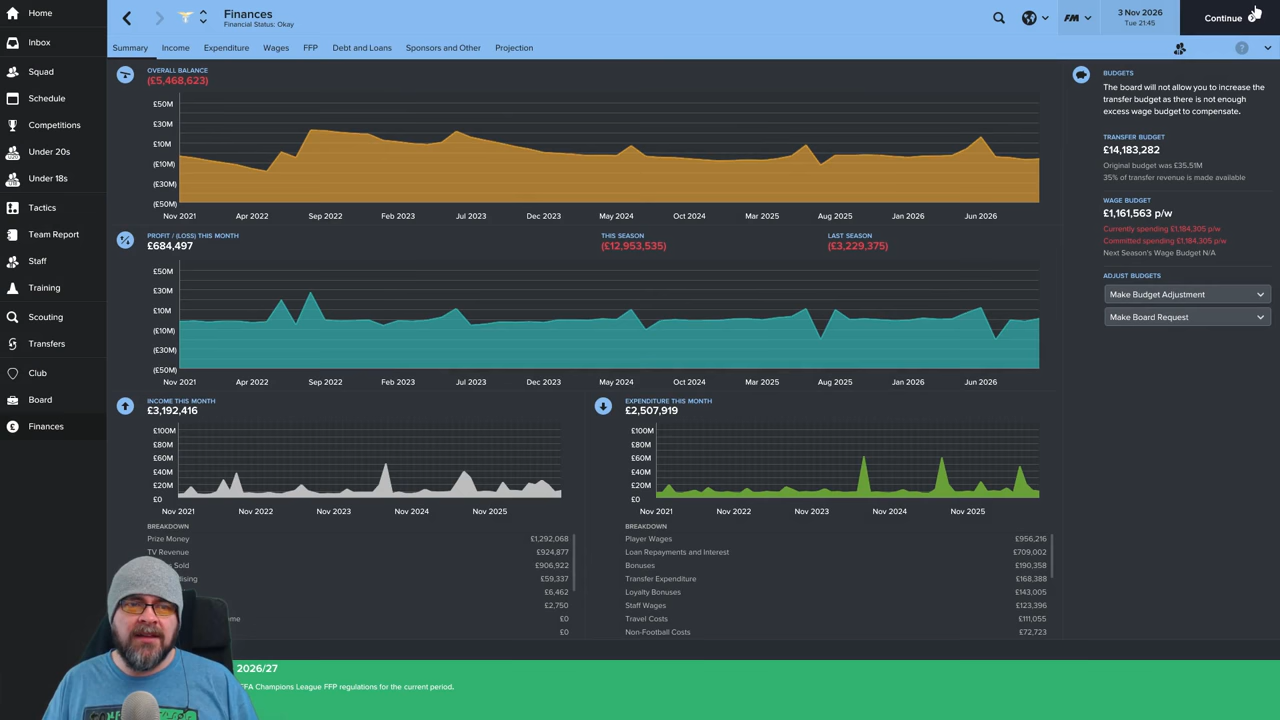 Home
Inbox
Squad
Schedule
Competitions
Under 20s
Under 18s
Tactics
Team Report
Staff
Training
Scouting
Transfers
Club
Board
Finances
Finances
Financial Status: Okay
FM
3 Nov 2026
Tue 21:45
Continue
Summary
Income
Expenditure
Wages
FFP
Debt and Loans
Sponsors and Other
Projection
OVERALL BALANCE
(£5,468,623)
£50M
£30M
£10M
(£10M)
(£30M)
(£50M)
Nov 2021 Apr 2022 Sep 2022 Feb 2023 Jul 2023 Dec 2023 May 2024 Oct 2024 Mar 2025 Aug 2025 Jan 2026 Jun 2026
PROFIT / (LOSS) THIS MONTH
£684,497
THIS SEASON
(£12,953,535)
LAST SEASON
(£3,229,375)
£50M
£30M
£10M
(£10M)
(£30M)
(£50M)
Nov 2021 Apr 2022 Sep 2022 Feb 2023 Jul 2023 Dec 2023 May 2024 Oct 2024 Mar 2025 Aug 2025 Jan 2026 Jun 2026
INCOME THIS MONTH
£3,192,416
£100M
£80M
£60M
£40M
£20M
£0
Nov 2021 Nov 2022 Nov 2023 Nov 2024 Nov 2025
BREAKDOWN
Prize Money £1,292,068
TV Revenue £924,877
Sold £906,922
£59,337
£6,462
£2,750
£0
£0
EXPENDITURE THIS MONTH
£2,507,919
£100M
£80M
£60M
£40M
£20M
£0
Nov 2021 Nov 2022 Nov 2023 Nov 2024 Nov 2025
BREAKDOWN
Player Wages £956,216
Loan Repayments and Interest £709,002
Bonuses £190,358
Transfer Expenditure £168,388
Loyalty Bonuses £143,005
Staff Wages £123,396
Travel Costs £111,055
Non-Football Costs £72,723
BUDGETS
The board will not allow you to increase the
transfer budget as there is not enough
excess wage budget to compensate.
TRANSFER BUDGET
£14,183,282
Original budget was £35.51M
35% of transfer revenue is made available
WAGE BUDGET
£1,161,563 p/w
Currently spending £1,184,305 p/w
Committed spending £1,184,305 p/w
Next Season's Wage Budget N/A
ADJUST BUDGETS
Make Budget Adjustment
Make Board Request
2026/27
Champions League FFP regulations for the current period.